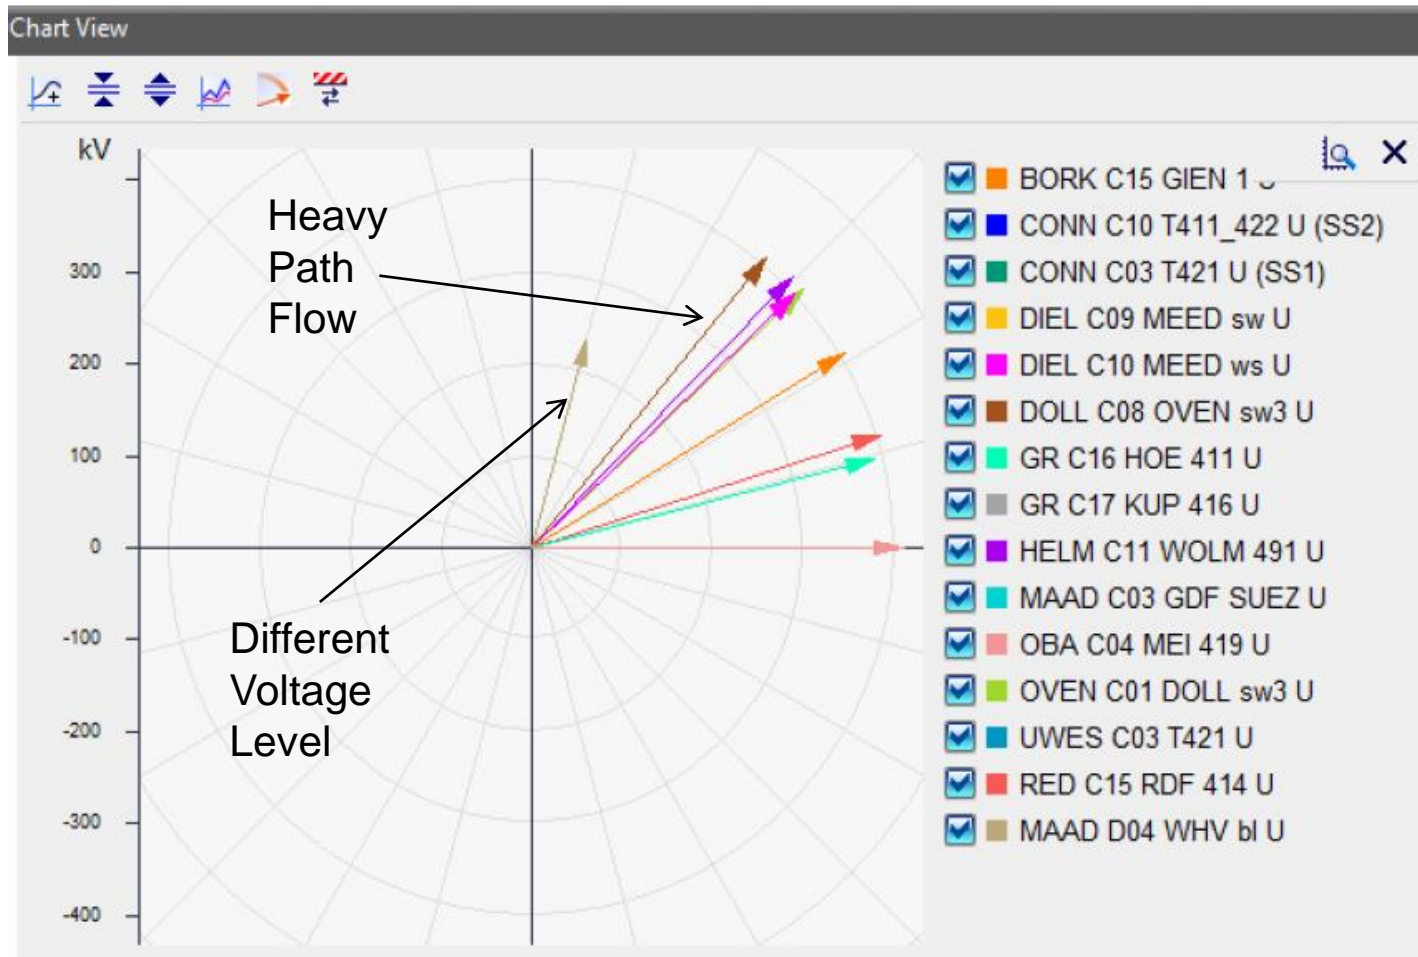 Chart View
kV
300
200
100
0
-100
-200
-300
-400
Heavy
Path
Flow
Different
Voltage
Level
BORK C15 GIEN 1 U
CONN C10 T411_422 U (SS2)
CONN C03 T421 U (SS1)
DIEL C09 MEED sw U
DIEL C10 MEED ws U
DOLL C08 OVEN sw3 U
GR C16 HOE 411 U
GR C17 KUP 416 U
HELM C11 WOLM 491 U
MAAD C03 GDF SUEZ U
OBA C04 MEI 419 U
OVEN C01 DOLL sw3 U
UWES C03 T421 U
RED C15 RDF 414 U
MAAD D04 WHV bl U